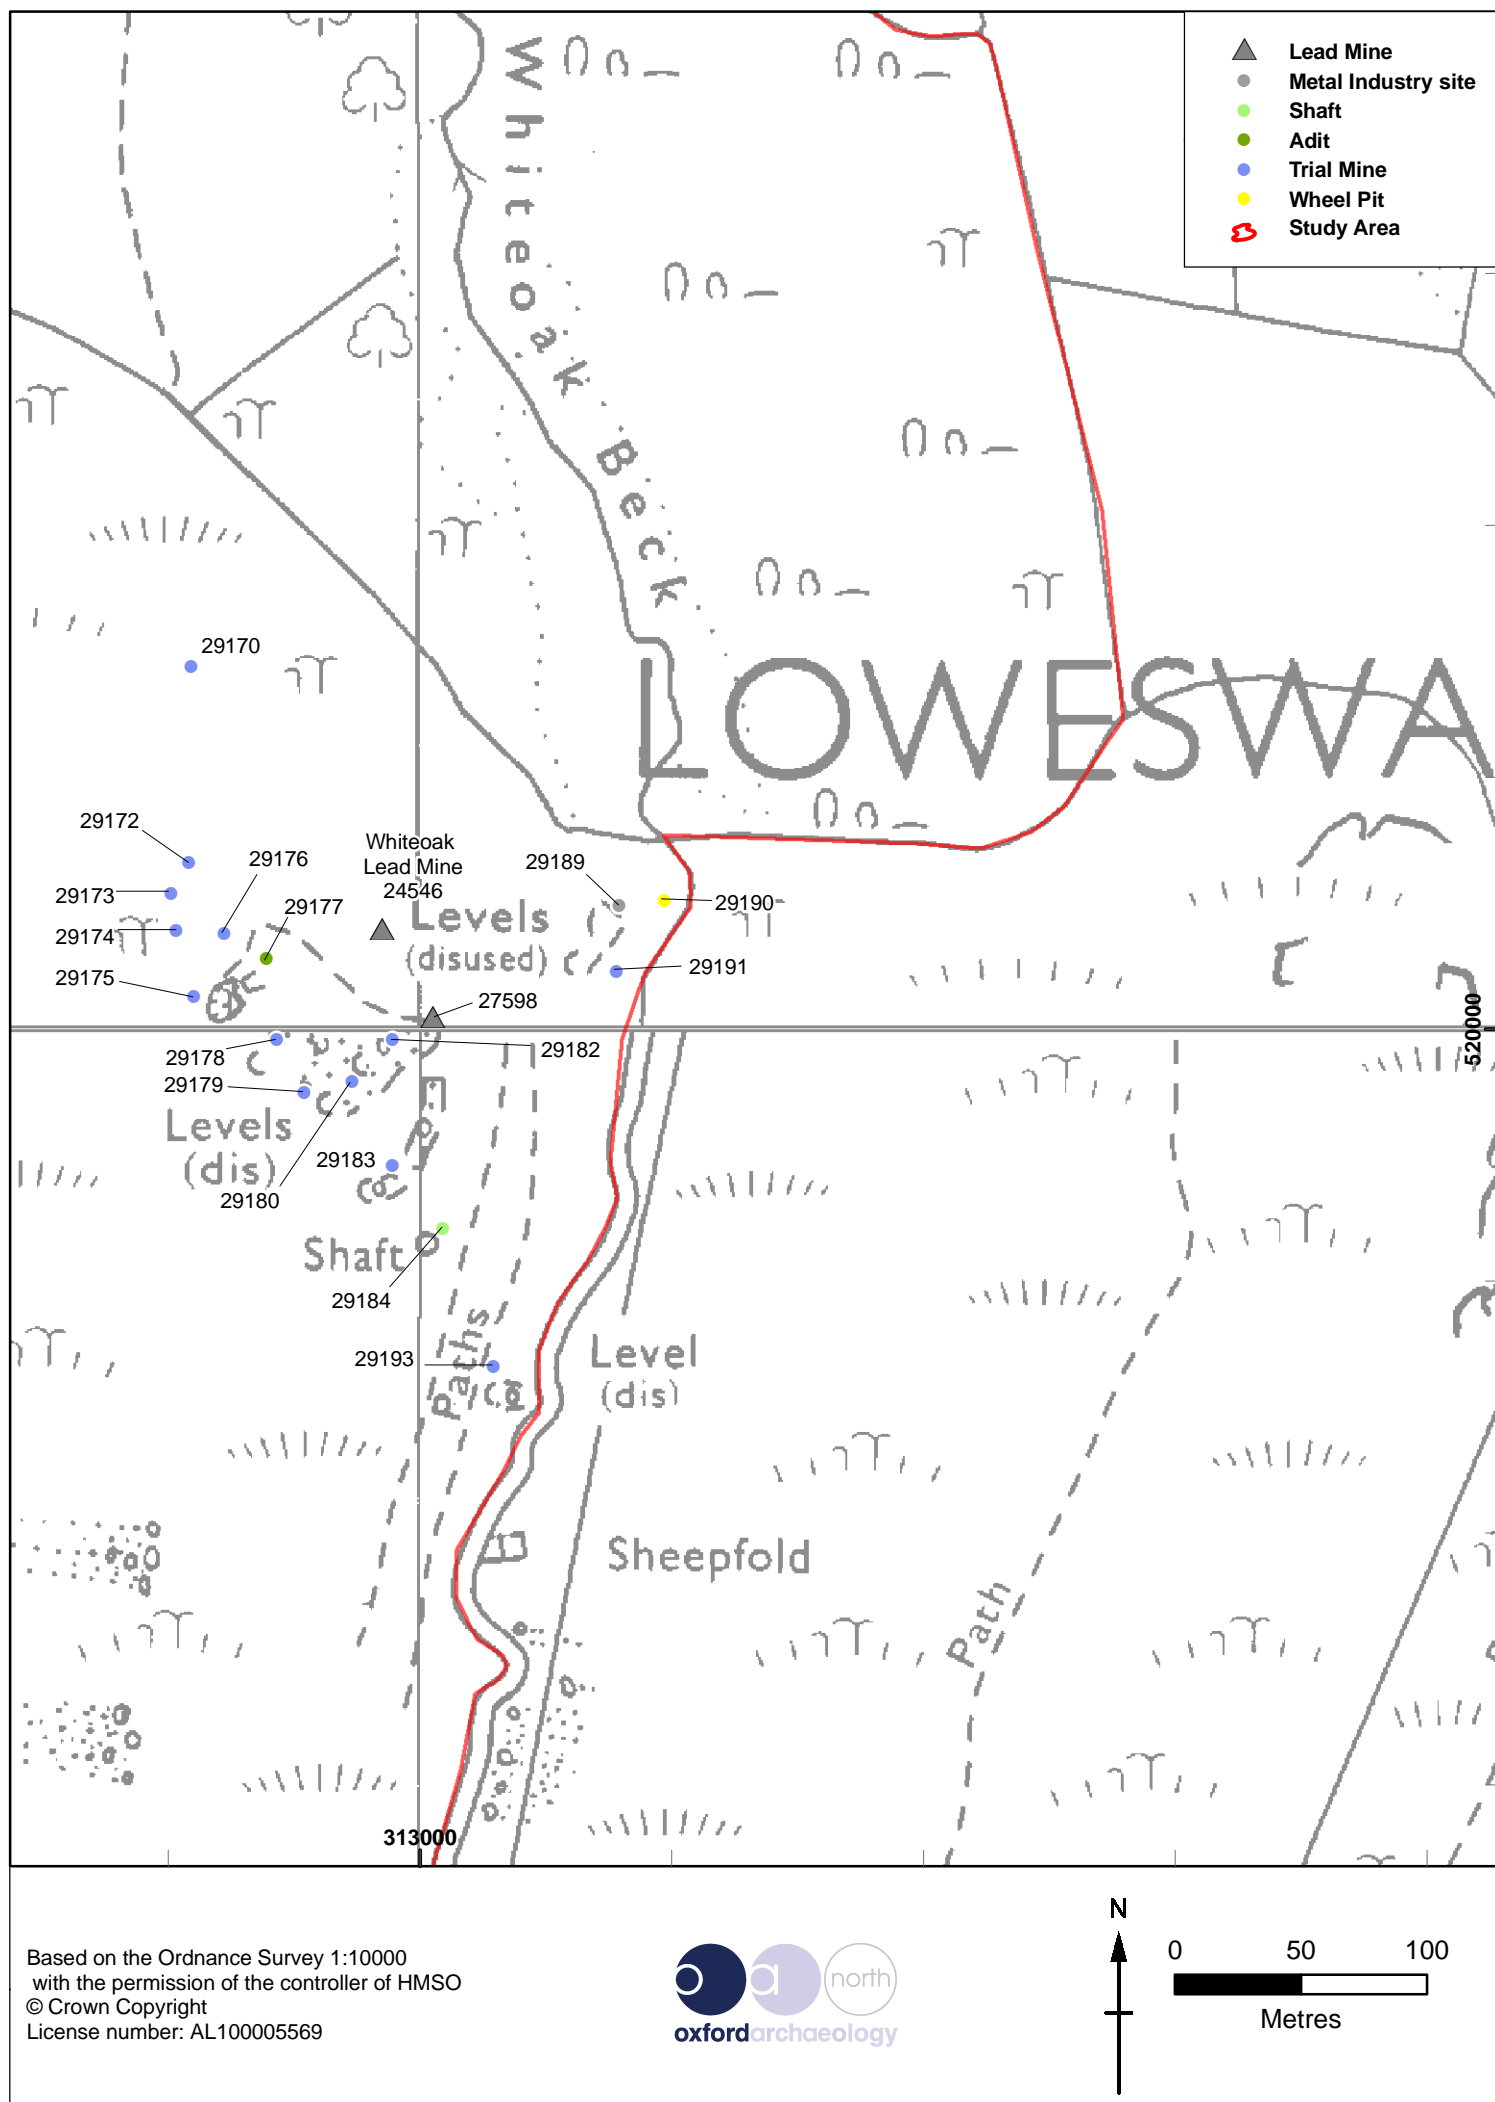 Lead Mine
Metal Industry site
Shaft
Adit
Trial Mine
Wheel Pit
Study Area
Whiteoak Beck
29170
LOWESWA
29172
29176
Whiteoak
Lead Mine
24546
29189
29173
29177
29190
Levels
(disused)
29174
29191
29175
27598
520000
29178
29182
29179
Levels
(dis)
29183
29180
Shaft
29184
Paths
29193
Level
(dis)
Sheepfold
Path
313000
N
Based on the Ordnance Survey 1:10000
with the permission of the controller of HMSO
© Crown Copyright
License number: AL100005569
o a north
oxfordarchaeology
0 50 100
Metres